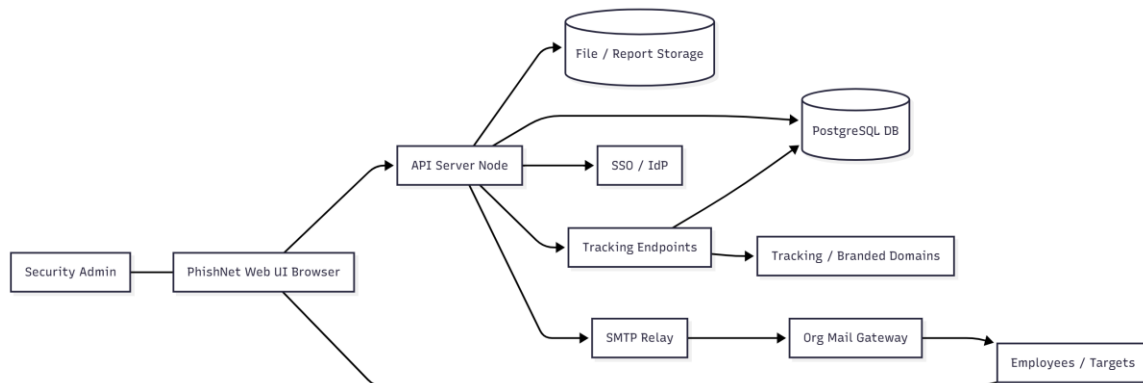 File / Report Storage
PostgreSQL DB
API Server Node
SSO / IdP
Tracking Endpoints
Tracking / Branded Domains
Security Admin
PhishNet Web UI Browser
SMTP Relay
Org Mail Gateway
Employees / Targets